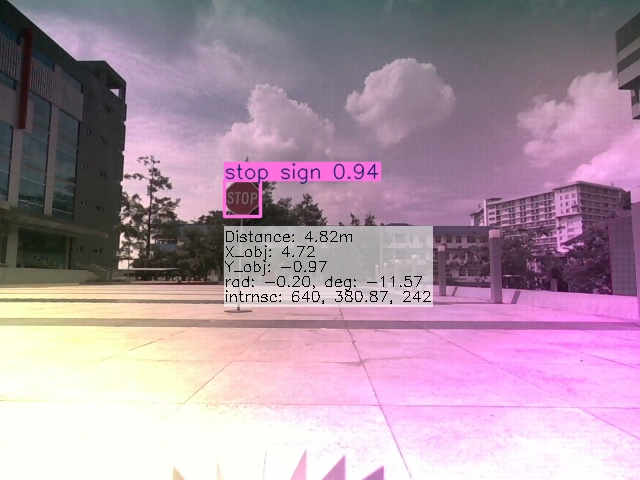 stop sign 0.94
STOP
Distance: 4.82m
X_obj: 4.72
Y_obj: −0.97
rad: −0.20, deg: −11.57
intrnsc: 640, 380.87, 242